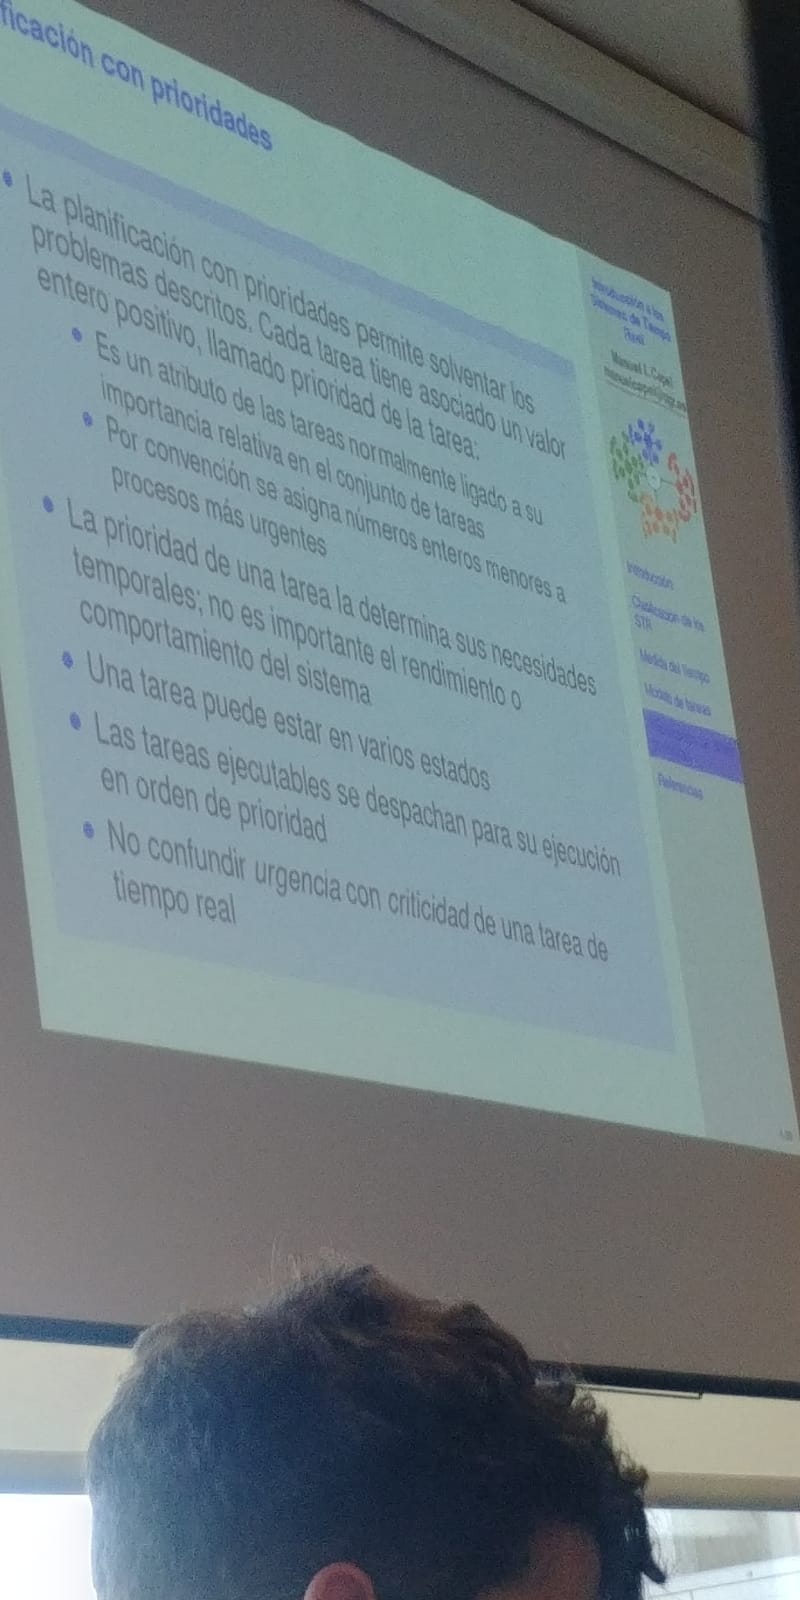 ficación con prioridades
La planificación con prioridades permite solventar los
problemas descritos. Cada tarea tiene asociado un valor
entero positivo, llamado prioridad de la tarea:
Es un atributo de las tareas normalmente ligado a su
importancia relativa en el conjunto de tareas
Por convención se asigna números enteros menores a
procesos más urgentes
La prioridad de una tarea la determina sus necesidades
temporales; no es importante el rendimiento o
comportamiento del sistema
Una tarea puede estar en varios estados
Las tareas ejecutables se despachan para su ejecución
en orden de prioridad
No confundir urgencia con criticidad de una tarea de
tiempo real
Introducción a los
Sistemas de Tiempo
Real
Manuel I. Capel
Introducción
Clasificación de los
STR
Medida del tiempo
Modelo de tareas
Referencias